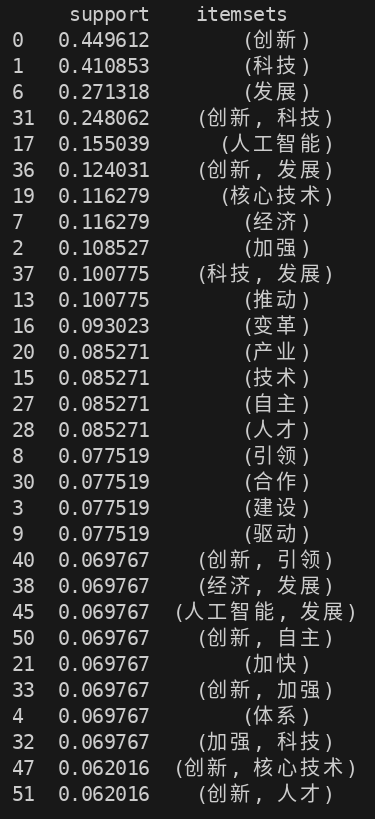 support itemsets
0 0.449612 (创新)
1 0.410853 (科技)
6 0.271318 (发展)
31 0.248062 (创新, 科技)
17 0.155039 (人工智能)
36 0.124031 (创新, 发展)
19 0.116279 (核心技术)
7 0.116279 (经济)
2 0.108527 (加强)
37 0.100775 (科技, 发展)
13 0.100775 (推动)
16 0.093023 (变革)
20 0.085271 (产业)
15 0.085271 (技术)
27 0.085271 (自主)
28 0.085271 (人才)
8 0.077519 (引领)
30 0.077519 (合作)
3 0.077519 (建设)
9 0.077519 (驱动)
40 0.069767 (创新, 引领)
38 0.069767 (经济, 发展)
45 0.069767 (人工智能, 发展)
50 0.069767 (创新, 自主)
21 0.069767 (加快)
33 0.069767 (创新, 加强)
4 0.069767 (体系)
32 0.069767 (加强, 科技)
47 0.062016 (创新, 核心技术)
51 0.062016 (创新, 人才)